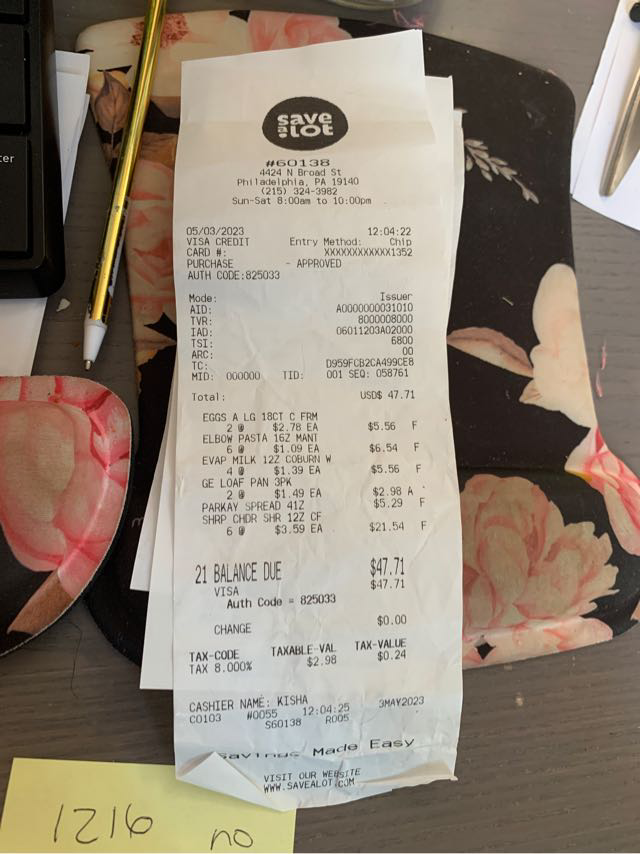 ter
save
a lot
#60138
4424 N Broad St
Philadelphia, PA 19140
(215) 324-3982
Sun-Sat 8:00am to 10:00pm
05/03/2023 12:04:22
VISA CREDIT Entry Method: Chip
CARD #: XXXXXXXXXXXX1352
PURCHASE - APPROVED
AUTH CODE:825033
Mode: Issuer
AID: A0000000031010
TVR: 8000008000
IAD: 06011203A02000
TSI: 6800
ARC: 00
TC: D959FCB2CA499CE8
MID: 000000 TID: 001 SEQ: 058761
Total: USD$ 47.71
EGGS A LG 18CT C FRM
2 @ $2.78 EA $5.56 F
ELBOW PASTA 16Z MANT
6 @ $1.09 EA $6.54 F
EVAP MILK 12Z COBURN W
4 @ $1.39 EA $5.56 F
GE LOAF PAN 3PK
2 @ $1.49 EA $2.98 A
PARKAY SPREAD 41Z $5.29 F
SHRP CHDR SHR 12Z CF
6 @ $3.59 EA $21.54 F
21 BALANCE DUE $47.71
VISA $47.71
Auth Code = 825033
CHANGE $0.00
TAX-CODE TAXABLE-VAL TAX-VALUE
TAX 8.000% $2.98 $0.24
CASHIER NAME: KISHA 3MAY2023
C0103 #0055 12:04:25
S60138 R005
Savings Made Easy
VISIT OUR WEBSITE
WWW.SAVEALOT.COM
1216 no